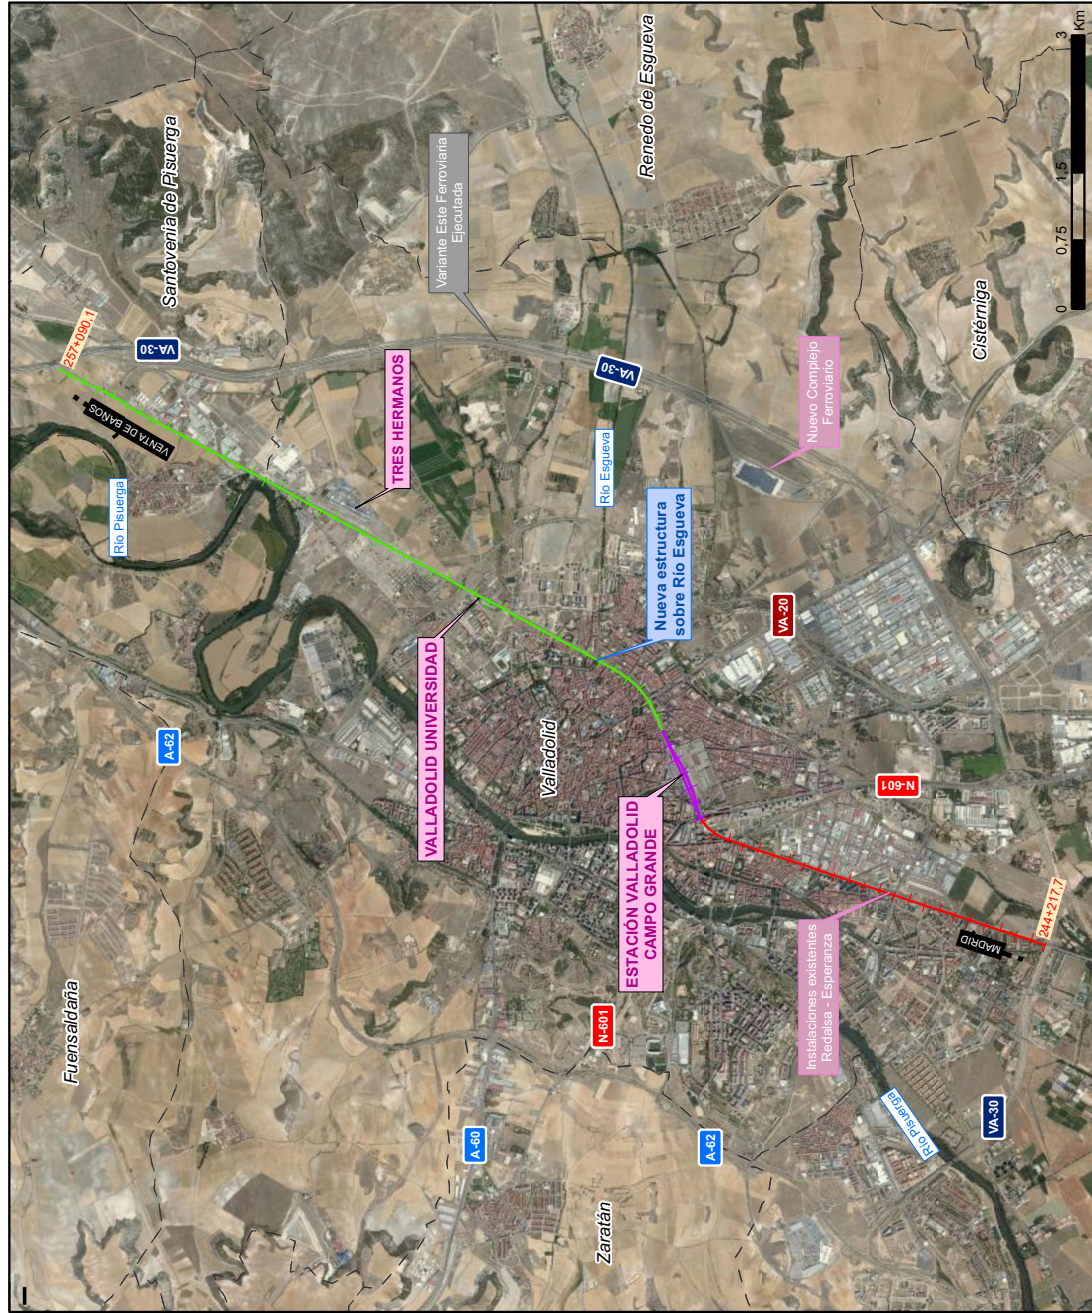 Fuensaldaña
257+090,1
Río Pisuerga
VENTA DE BAÑOS
A-62
VA-30
Santovenia de Pisuerga
TRES HERMANOS
VALLADOLID UNIVERSIDAD
Variante Este Ferroviaria
Ejecutada
A-60
Valladolid
Zaratán
N-601
Río Esgueva
VA-30
Renedo de Esgueva
ESTACIÓN VALLADOLID
CAMPO GRANDE
Nueva estructura
sobre Río Esgueva
A-62
VA-20
Instalaciones existentes
Redalsa - Esperanza
Nuevo Complejo
Ferroviario
N-601
Río Pisuerga
Cistérniga
MADRID
VA-30
244+217,7
0 0,75 1,5 3
Km